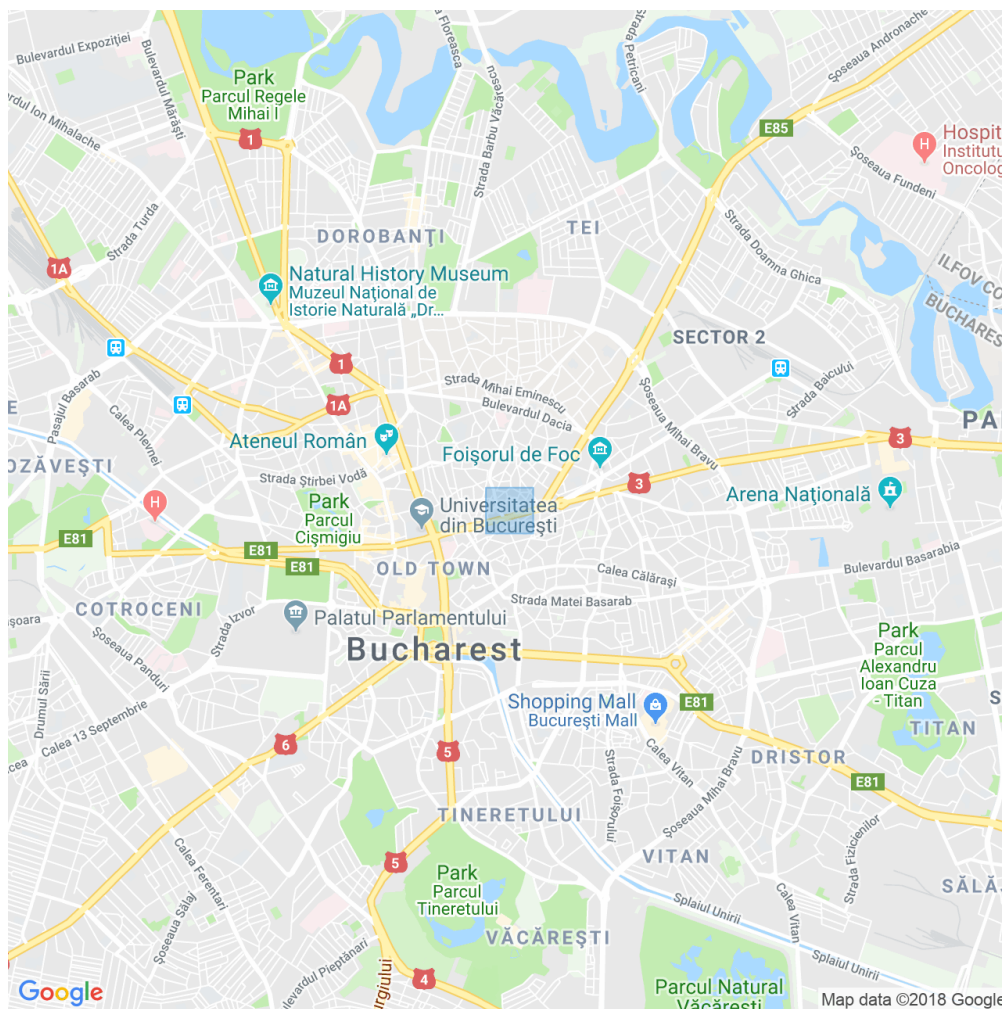 Bulevardul Expoziției
Bulevardul Mărăști
Floreasca
Strada Petricani
Șoseaua Andronache
Park
Parcul Regele
Mihai I
1
Strada Barbu Văcărescu
E85
Hospit
Institutu
Oncolog
H
Șoseaua Fundeni
Strada Turda
DOROBANȚI
TEI
Strada Doamna Ghica
ILFOV CO
BUCHARES
1A
Natural History Museum
Muzeul Național de
Istorie Naturală „Dr...
SECTOR 2
1
Strada Mihai Eminescu
Bulevardul Dacia
Șoseaua Mihai Bravu
Strada Baicului
Pasajul Basarab
Calea Plevnei
1A
Ateneul Român
Foișorul de Foc
3
PA
OZĂVEȘTI
Strada Știrbei Vodă
3
Arena Națională
H
Park
Parcul
Cișmigiu
Universitatea
din București
E81
E81
E81
OLD TOWN
Calea Călărași
Bulevardul Basarabia
COTROCENI
Strada Izvor
Strada Matei Basarab
Palatul Parlamentului
Bucharest
Șoseaua Panduri
Drumul Sării
Calea 13 Septembrie
Park
Parcul
Alexandru
Ioan Cuza
- Titan
Shopping Mall
București Mall
E81
TITAN
6
5
Calea Vitan
Strada Foișorului
Șoseaua Mihai Bravu
DRISTOR
E81
TINERETULUI
5
VITAN
Strada Fizicienilor
Calea Ferentari
Șoseaua Sălaj
Park
Parcul
Tineretului
SĂLĂJ
Splaiul Unirii
Calea Vitan
VĂCĂREȘTI
Splaiul Unirii
Bulevardul Pieptănari
4
Parcul Natural
Văcărești
Google
Map data ©2018 Google